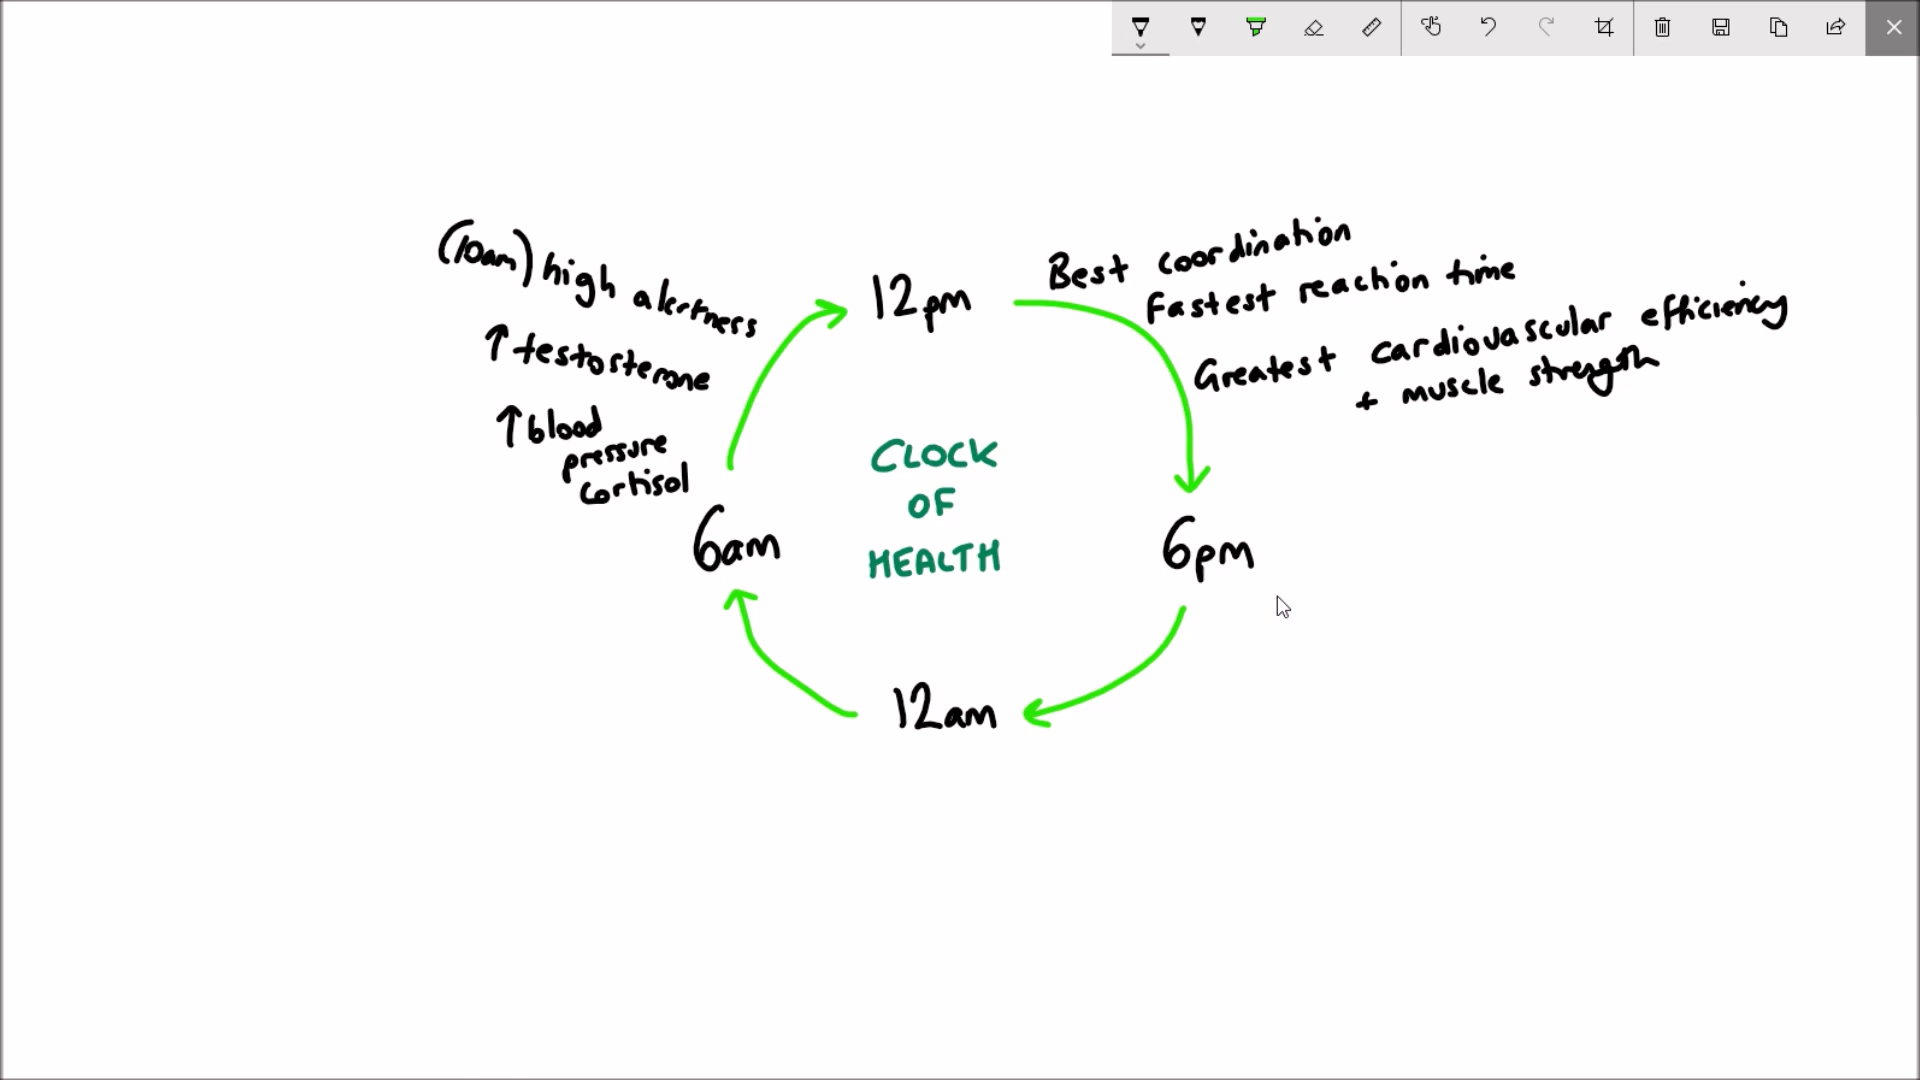 (10am) high alertness
↑ testosterone
↑ blood
pressure
cortisol
12pm
Best coordination
Fastest reaction time
Greatest cardiovascular efficiency
+ muscle strength
CLOCK
OF
HEALTH
6am
6pm
12am